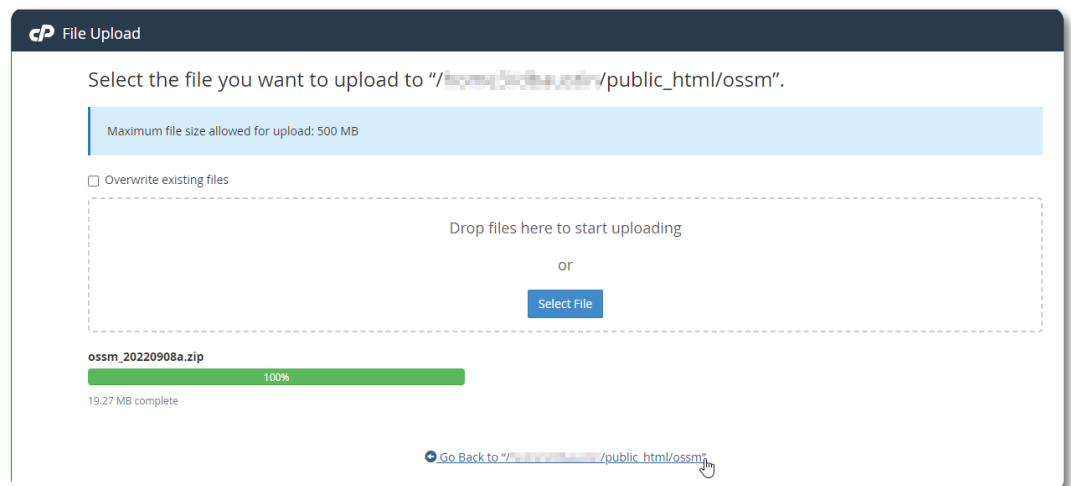 cP File Upload
Select the file you want to upload to “/ /public_html/ossm”.
Maximum file size allowed for upload: 500 MB
Overwrite existing files
Drop files here to start uploading
or
Select File
ossm_20220908a.zip
100%
19.27 MB complete
Go Back to “/ /public_html/ossm”